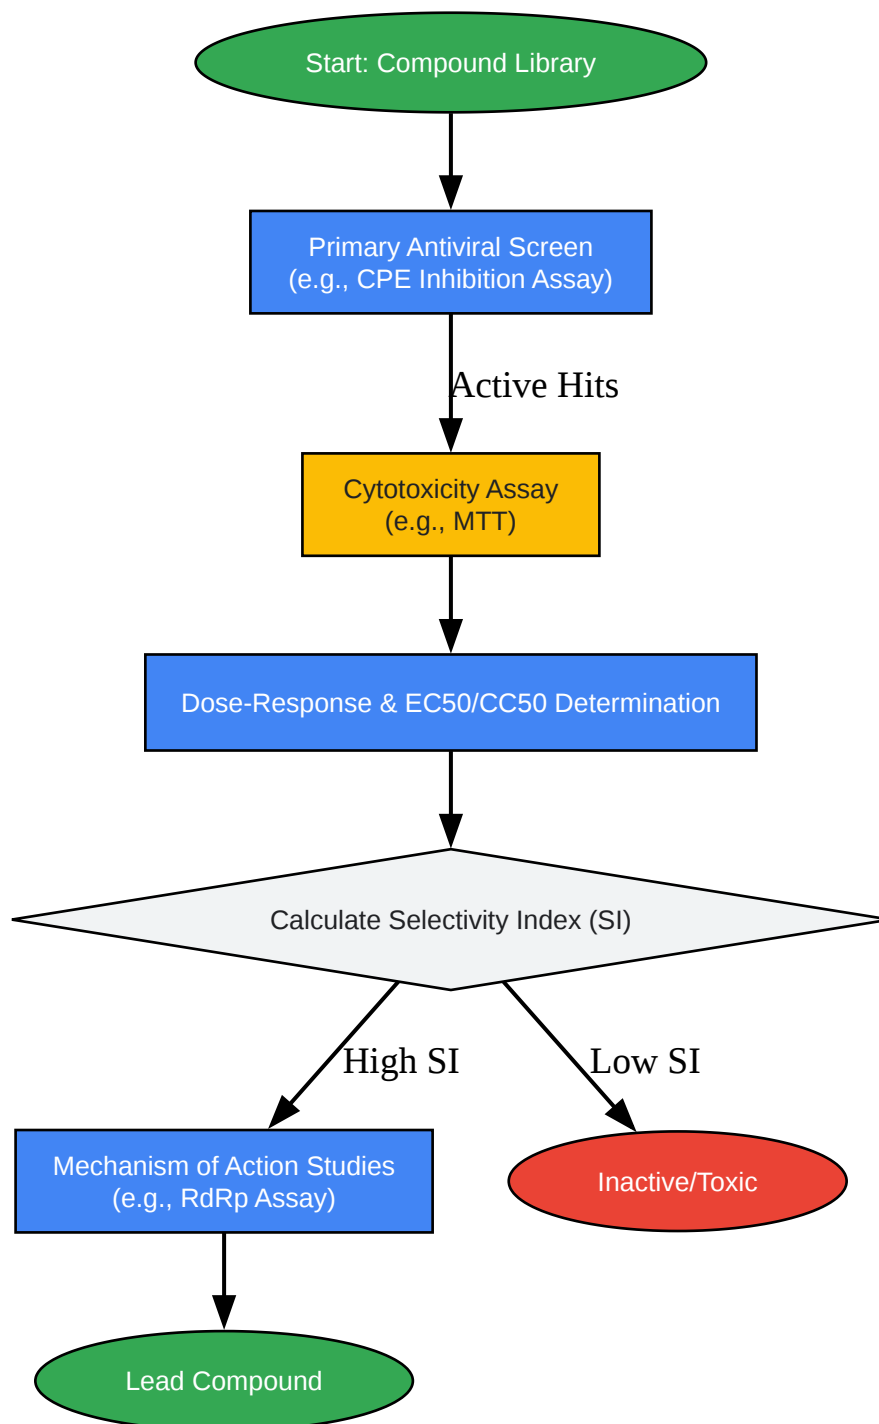 Start: Compound Library
Primary Antiviral Screen
(e.g., CPE Inhibition Assay)
Active Hits
Cytotoxicity Assay
(e.g., MTT)
Dose-Response & EC50/CC50 Determination
Calculate Selectivity Index (SI)
High SI
Low SI
Mechanism of Action Studies
(e.g., RdRp Assay)
Inactive/Toxic
Lead Compound